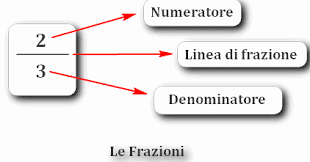 Numeratore
2
Linea di frazione
3
Denominatore
Le Frazioni